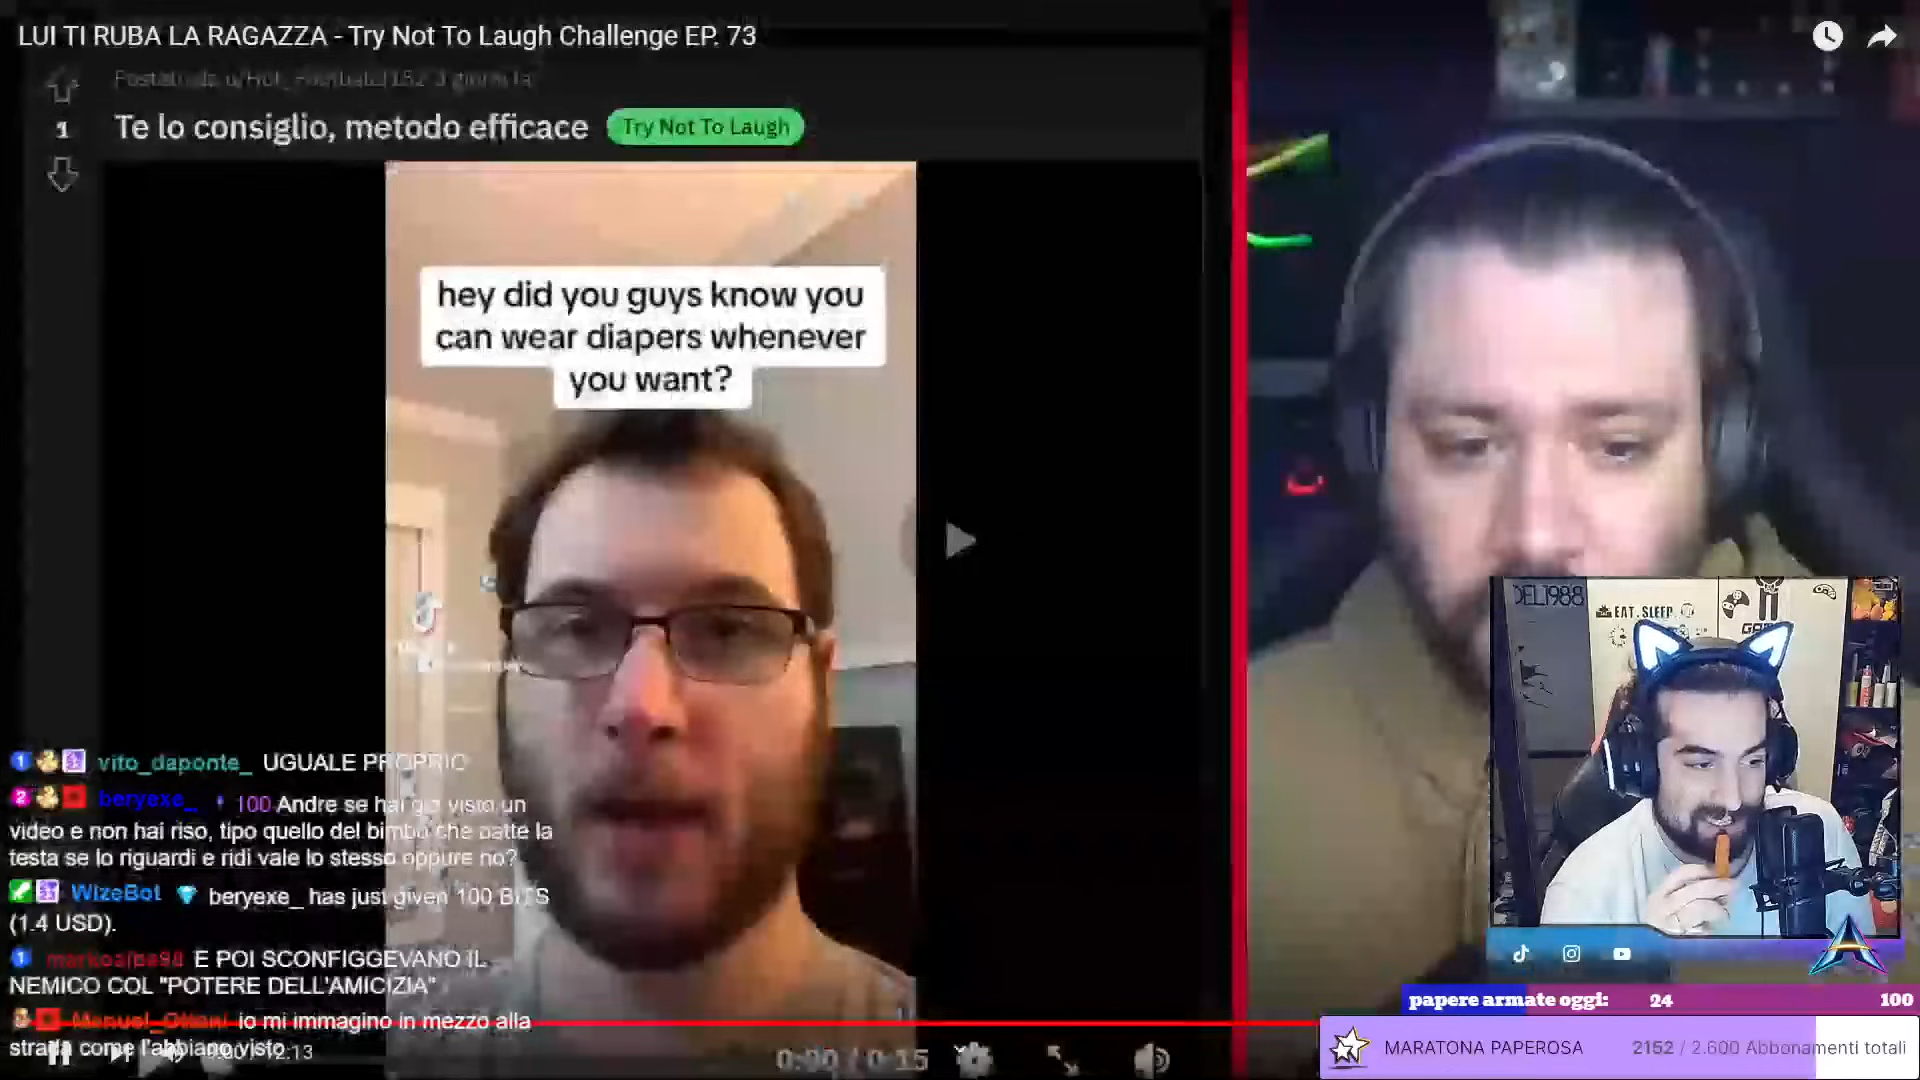 LUI TI RUBA LA RAGAZZA - Try Not To Laugh Challenge EP. 73
1
Te lo consiglio, metodo efficace
Try Not To Laugh
hey did you guys know you
can wear diapers whenever
you want?
DEL1988
EAT.SLEEP
vito_daponte_ UGUALE PROPRIO
beryexe_ 100 Andre se hai già visto un
video e non hai riso, tipo quello del bimbo che batte la
testa se lo riguardi e ridi vale lo stesso oppure no?
WizeBot beryexe_ has just given 100 BITS
(1.4 USD).
markoalpa98 E POI SCONFIGGEVANO IL
NEMICO COL "POTERE DELL'AMICIZIA"
io mi immagino in mezzo alla
strada come l'abbiamo visto
12:13
0:00 / 0:15
papere armate oggi: 24 100
MARATONA PAPEROSA 2152 / 2.600 Abbonamenti totali